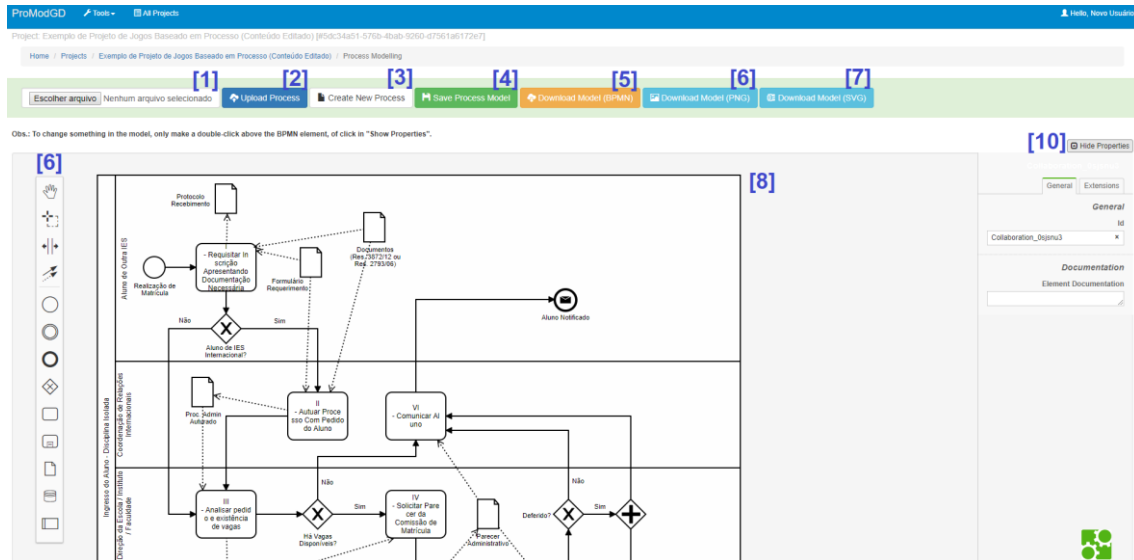 ProModGD Tools All Projects Hello, Novo Usuário
Project: Exemplo de Projeto de Jogos Baseado em Processo (Conteúdo Editado) [#5dc34a51-576b-4bab-9260-d7561a6172e7]
Home / Projects / Exemplo de Projeto de Jogos Baseado em Processo (Conteúdo Editado) / Process Modelling
[1] [2] [3] [4] [5] [6] [7]
Escolher arquivo Nenhum arquivo selecionado Upload Process Create New Process Save Process Model Download Model (BPMN) Download Model (PNG) Download Model (SVG)
Obs.: To change something in the model, only make a double-click above the BPMN element, of click in "Show Properties".
[10] Hide Properties
[6]
[8]
General Extensions
General
Id
Collaboration_0sjsnu3 ×
Documentation
Element Documentation
Ingresso do Aluno - Disciplina Isolada
Aluno de Outra IES
Protocolo
Recebimento
Realização de
Matrícula
- Requisitar In
scrição
Apresentando
Documentação
Necessária
Formulário
Requerimento
Documentos
(Res. 3872/12 ou
Res. 2793/06)
Não
Sim
X
Aluno de IES
Internacional?
Aluno Notificado
Coordenação de Relações
Internacionais
Proc. Admin
Autuado
II
- Autuar Proce
sso Com Pedido
do Aluno
VI
- Comunicar Al
uno
Direção da Escola / Instituto
/ Faculdade
III
- Analisar pedid
o e existência
de vagas
Não
X
Sim
Há Vagas
Disponíveis?
IV
- Solicitar Pare
cer da
Comissão de
Matrícula
Parecer
Administrativo
Não
Deferido?
X
Sim